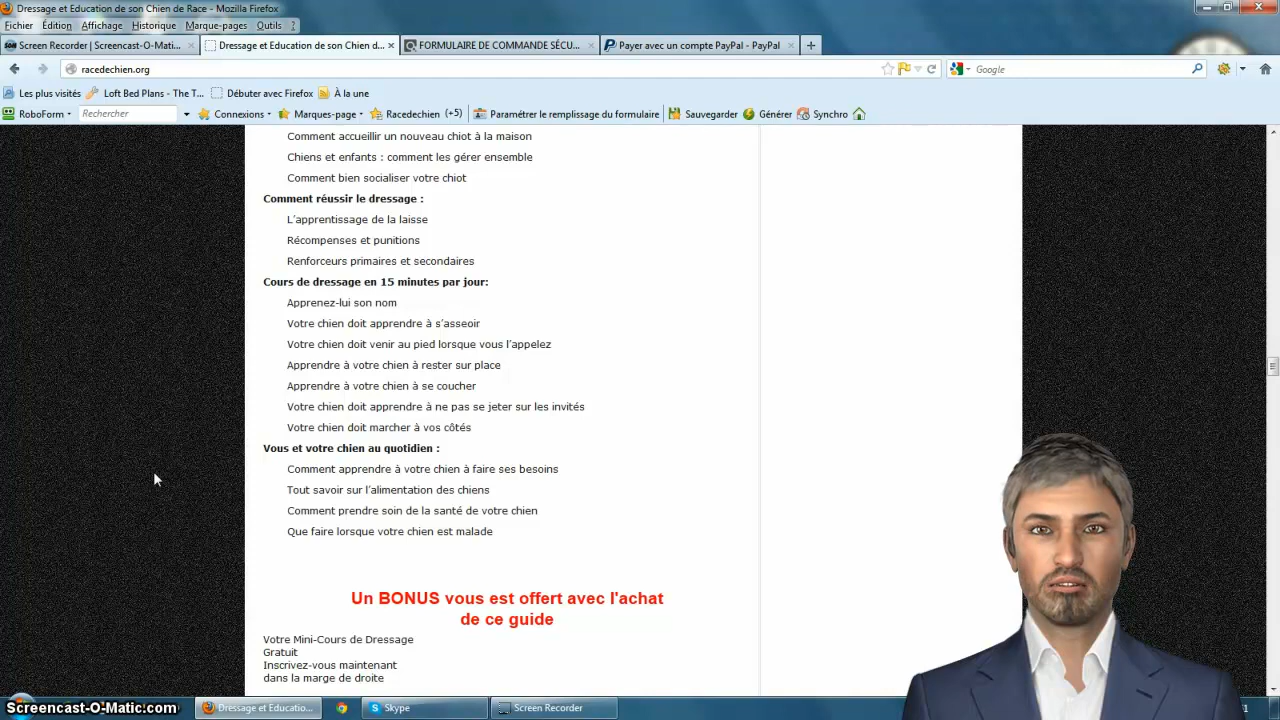 Dressage et Education de son Chien de Race - Mozilla Firefox
Fichier Édition Affichage Historique Marque-pages Outils ?
Screen Recorder | Screencast-O-Mati... × Dressage et Education de son Chien d... × FORMULAIRE DE COMMANDE SÉCU... × Payer avec un compte PayPal - PayPal × +
racedechien.org Google
Les plus visités Loft Bed Plans - The T... Débuter avec Firefox À la une
RoboForm Rechercher Connexions Marques-page Racedechien (+5) Paramétrer le remplissage du formulaire Sauvegarder Générer Synchro
Comment accueillir un nouveau chiot à la maison
Chiens et enfants : comment les gérer ensemble
Comment bien socialiser votre chiot
Comment réussir le dressage :
L'apprentissage de la laisse
Récompenses et punitions
Renforceurs primaires et secondaires
Cours de dressage en 15 minutes par jour:
Apprenez-lui son nom
Votre chien doit apprendre à s'asseoir
Votre chien doit venir au pied lorsque vous l'appelez
Apprendre à votre chien à rester sur place
Apprendre à votre chien à se coucher
Votre chien doit apprendre à ne pas se jeter sur les invités
Votre chien doit marcher à vos côtés
Vous et votre chien au quotidien :
Comment apprendre à votre chien à faire ses besoins
Tout savoir sur l'alimentation des chiens
Comment prendre soin de la santé de votre chien
Que faire lorsque votre chien est malade
Un BONUS vous est offert avec l'achat
de ce guide
Votre Mini-Cours de Dressage
Gratuit
Inscrivez-vous maintenant
dans la marge de droite
Screencast-O-Matic.com Dressage et Educatio... Skype Screen Recorder